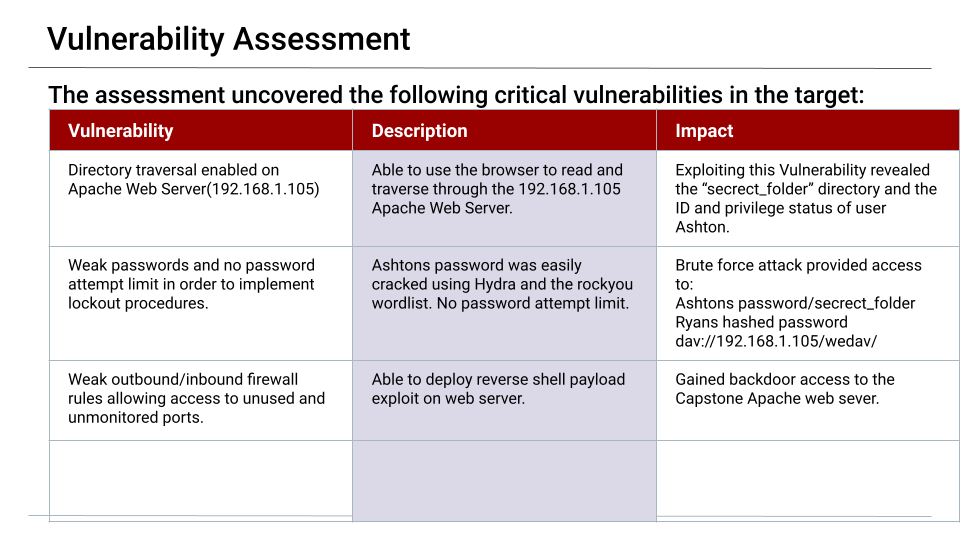 Vulnerability Assessment
The assessment uncovered the following critical vulnerabilities in the target:
Vulnerability
Description
Impact
Directory traversal enabled on
Apache Web Server(192.168.1.105)
Able to use the browser to read and
traverse through the 192.168.1.105
Apache Web Server.
Exploiting this Vulnerability revealed
the “secrect_folder” directory and the
ID and privilege status of user
Ashton.
Weak passwords and no password
attempt limit in order to implement
lockout procedures.
Ashtons password was easily
cracked using Hydra and the rockyou
wordlist. No password attempt limit.
Brute force attack provided access
to:
Ashtons password/secrect_folder
Ryans hashed password
dav://192.168.1.105/wedav/
Weak outbound/inbound firewall
rules allowing access to unused and
unmonitored ports.
Able to deploy reverse shell payload
exploit on web server.
Gained backdoor access to the
Capstone Apache web sever.